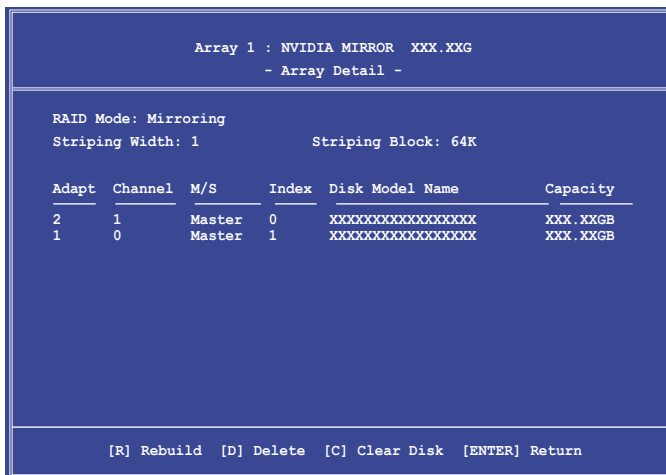 Array 1 : NVIDIA MIRROR XXX.XXG
- Array Detail -
RAID Mode: Mirroring
Striping Width: 1 Striping Block: 64K
Adapt Channel M/S Index Disk Model Name Capacity
2 1 Master 0 XXXXXXXXXXXXXXXXX XXX.XXGB
1 0 Master 1 XXXXXXXXXXXXXXXXX XXX.XXGB
[R] Rebuild [D] Delete [C] Clear Disk [ENTER] Return